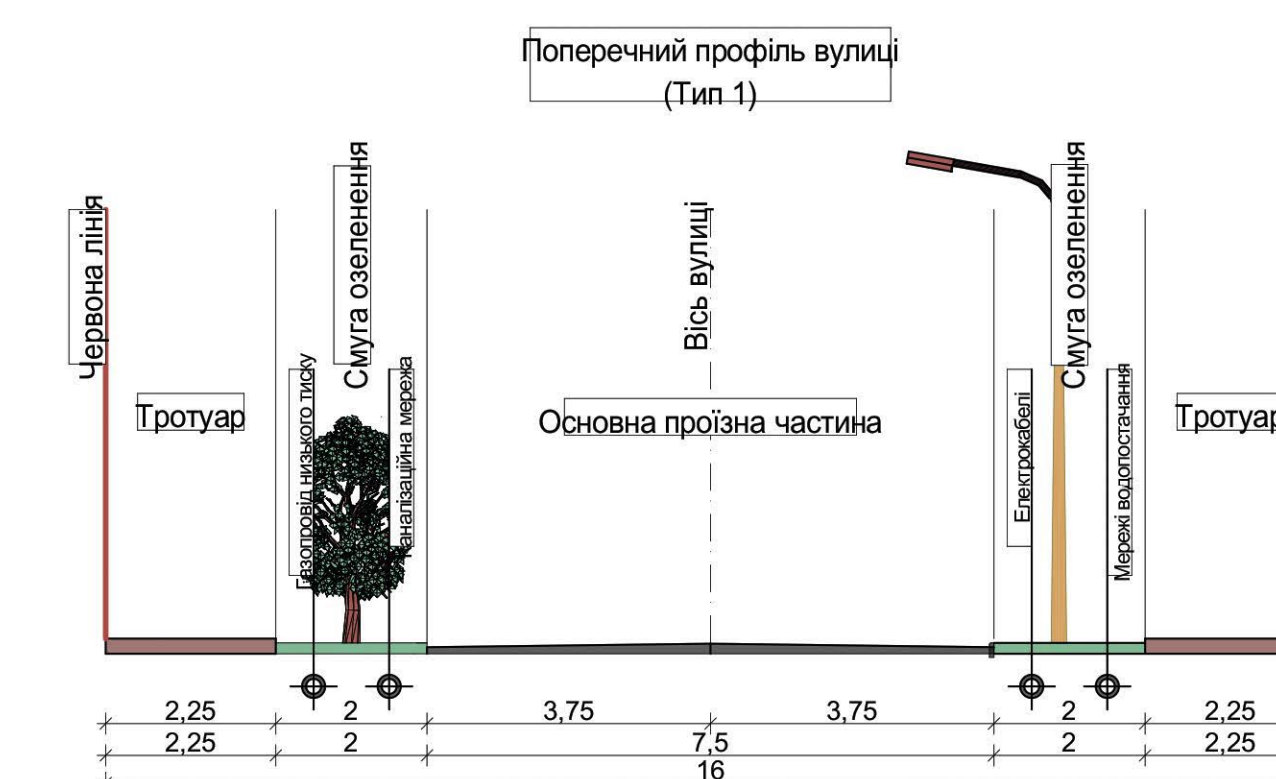 Поперечний профіль вулиці
(Тип 1)
Червона лінія
Смуга озеленення
Вісь вулиці
Смуга озеленення
Тротуар
Газопровід низького тиску
Каналізаційна мережа
Основна проїзна частина
Електрокабелі
Мережі водопостачання
Тротуар
2,25 2 3,75 3,75 2 2,25
2,25 2 7,5 2 2,25
16